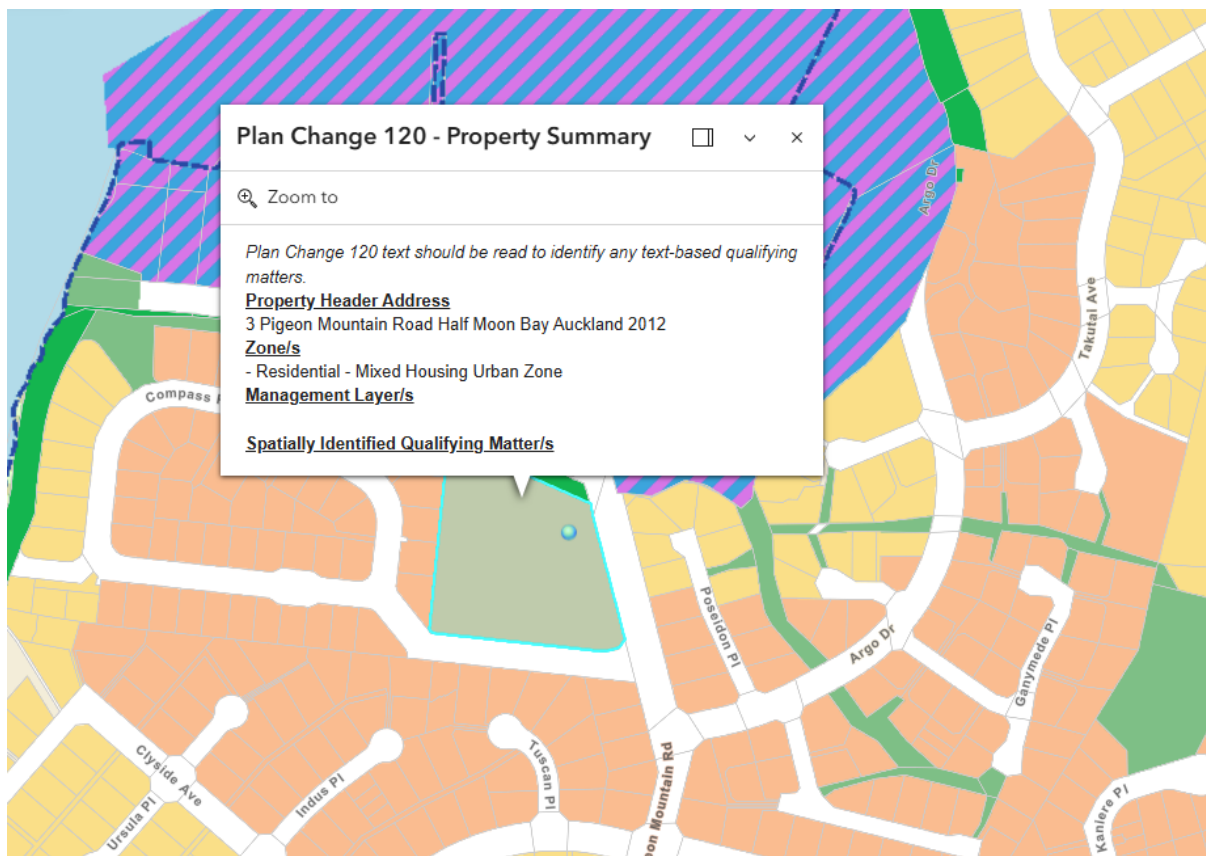 Plan Change 120 - Property Summary
Zoom to
Plan Change 120 text should be read to identify any text-based qualifying
matters.
Property Header Address
3 Pigeon Mountain Road Half Moon Bay Auckland 2012
Zone/s
- Residential - Mixed Housing Urban Zone
Management Layer/s
Spatially Identified Qualifying Matter/s
Argo Dr
Takutai Ave
Compass
Poseidon Pl
Argo Dr
Ganymede Pl
Clyside Ave
Ursula Pl
Indus Pl
Tuscan Pl
oon Mountain Rd
Kaniere Pl